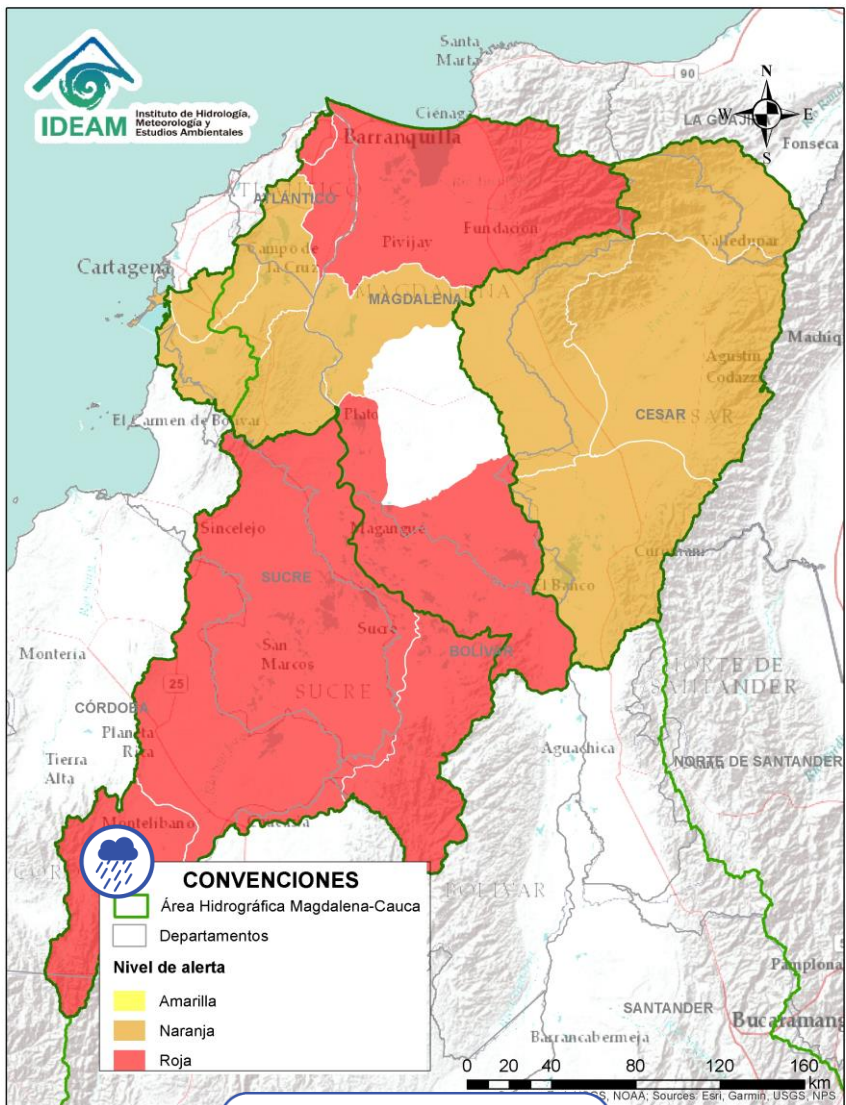 IDEAM
Instituto de Hidrología,
Meteorología y
Estudios Ambientales
Santa
Marta
90
N
W
E
S
LA GUAJI
Ciénaga
Fonseca
Barranquilla
ATLÁNTICO
Fundación
Pivijay
Valledupar
Cartagena
Campo de
la Cruz
MAGDALENA
Agustín
Codazzi
CESAR
El Carmen de Bolívar
Plato
Sincelejo
Magangué
SUCRE
El Banco
Sucre
San
Marcos
BOLÍVAR
Montería
25
SUCRE
NORTE DE
SANTANDER
CÓRDOBA
Planeta
Rica
Aguachica
NORTE DE SANTANDER
Tierra
Alta
Montelíbano
BOLÍVAR
CONVENCIONES
Área Hidrográfica Magdalena-Cauca
Departamentos
Nivel de alerta
Amarilla
Naranja
Roja
Pamplona
SANTANDER
Bucaramang
Barrancabermeja
0 20 40 80 120 160
km
USGS, NOAA; Sources: Esri, Garmin, USGS, NPS